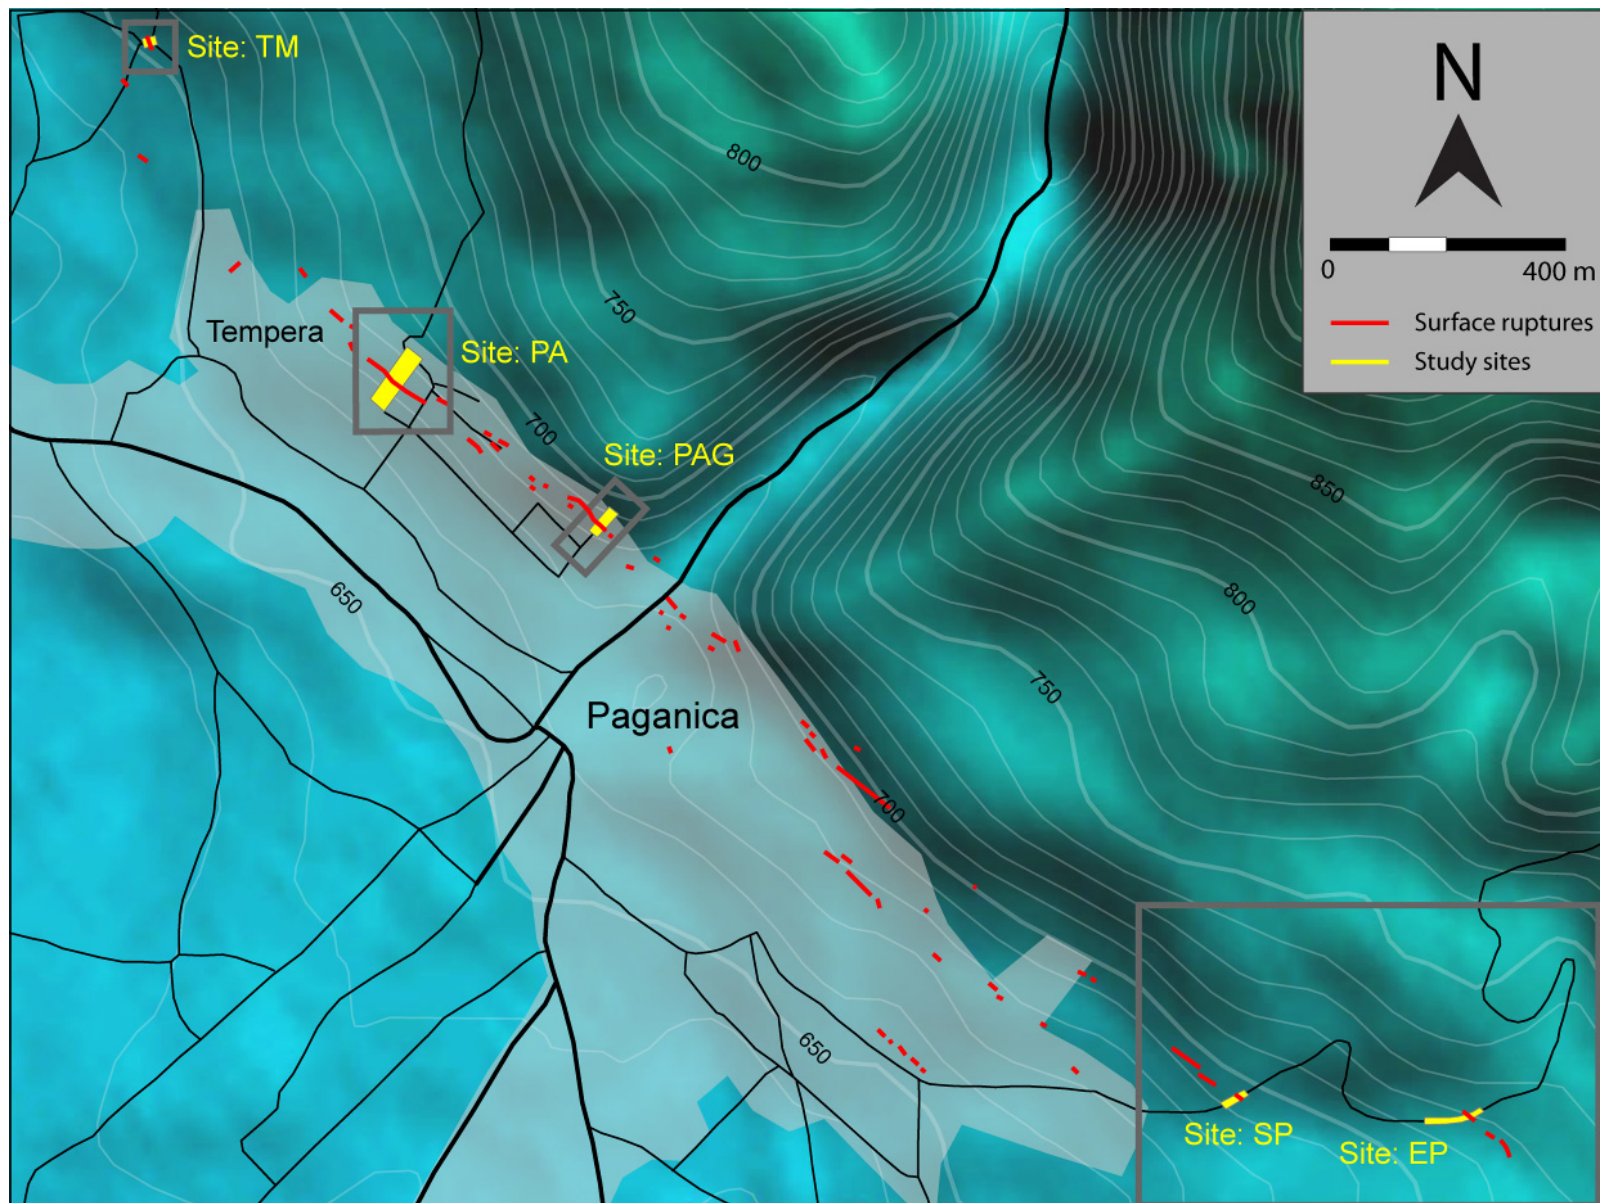 Site: TM
N
800
0 400 m
750
Surface ruptures
Tempera
Site: PA
Study sites
700
Site: PAG
850
650
800
750
Paganica
700
650
Site: SP
Site: EP